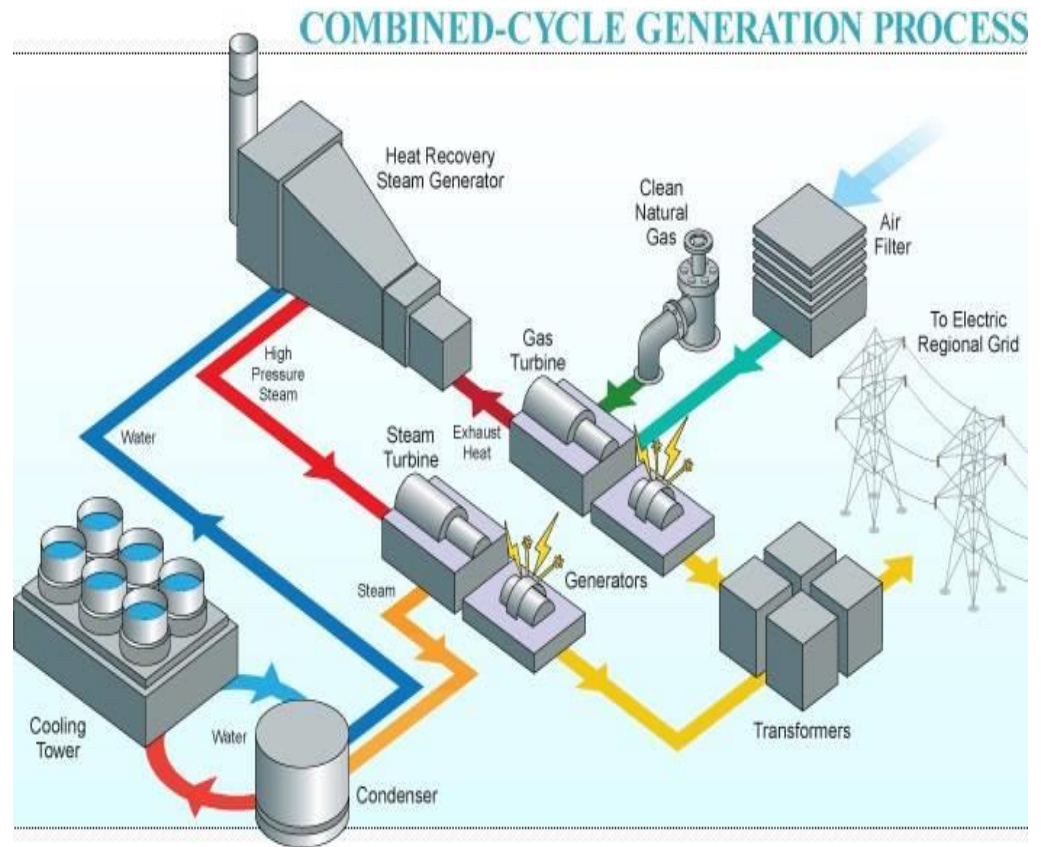 COMBINED-CYCLE GENERATION PROCESS
Heat Recovery
Steam Generator
Clean
Natural
Gas
Air
Filter
To Electric
Regional Grid
Gas
Turbine
High
Pressure
Steam
Exhaust
Heat
Water
Steam
Turbine
Generators
Steam
Cooling
Tower
Water
Condenser
Transformers